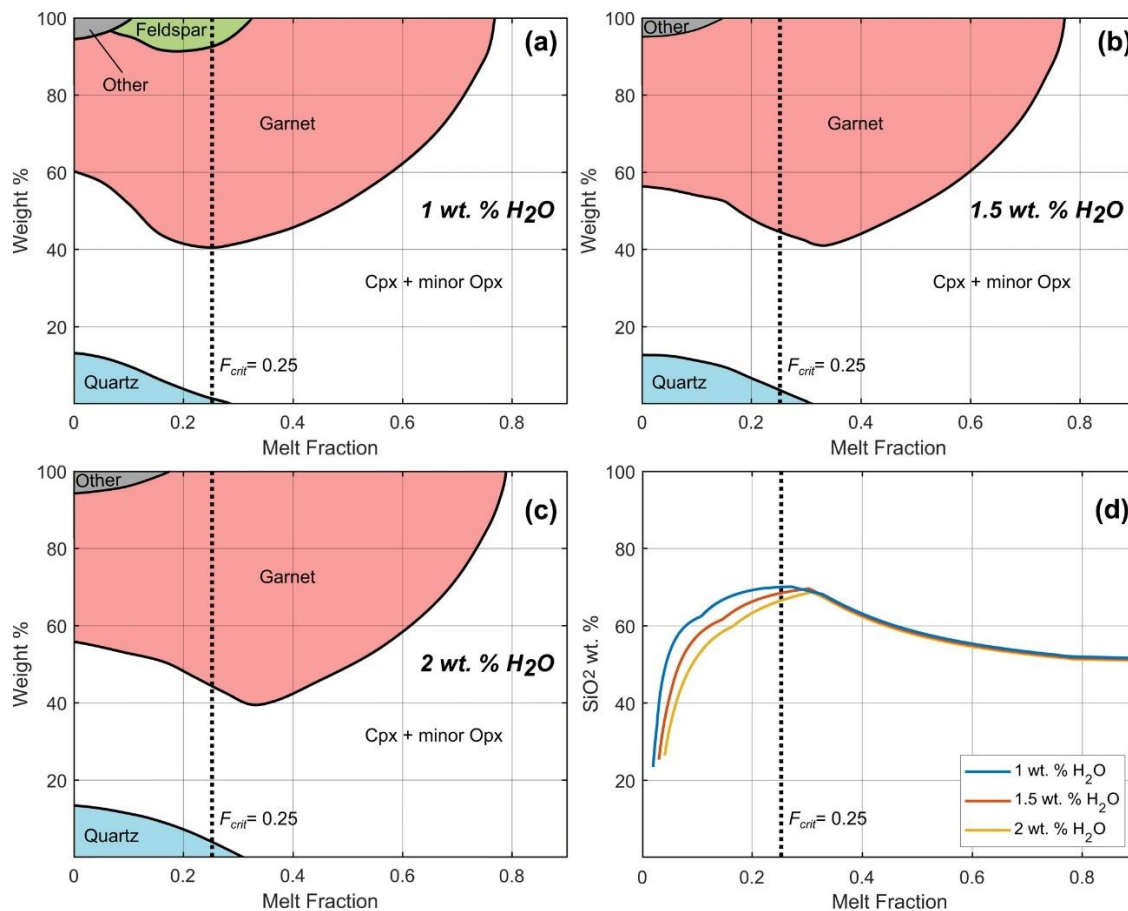 Feldspar
(a)
Other
Garnet
1 wt. % H₂O
Cpx + minor Opx
F_crit= 0.25
Quartz
100
80
60
40
20
0
0.2
0.4
0.6
0.8
Weight %
Melt Fraction
Other
(b)
Garnet
1.5 wt. % H₂O
Cpx + minor Opx
F_crit= 0.25
Quartz
100
80
60
40
20
0
0.2
0.4
0.6
0.8
Weight %
Melt Fraction
Other
(c)
Garnet
2 wt. % H₂O
Cpx + minor Opx
F_crit= 0.25
Quartz
100
80
60
40
20
0
0.2
0.4
0.6
0.8
Weight %
Melt Fraction
(d)
F_crit= 0.25
1 wt. % H₂O
1.5 wt. % H₂O
2 wt. % H₂O
100
80
60
40
20
0
0.2
0.4
0.6
0.8
SiO² wt. %
Melt Fraction